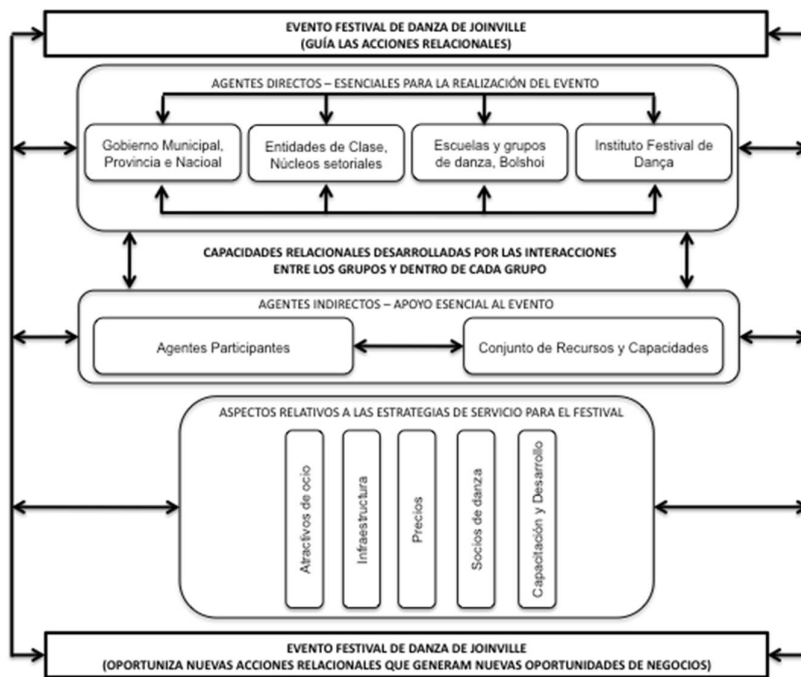 EVENTO FESTIVAL DE DANZA DE JOINVILLE
(GUÍA LAS ACCIONES RELACIONALES)
AGENTES DIRECTOS – ESENCIALES PARA LA REALIZACIÓN DEL EVENTO
Gobierno Municipal,
Provincia e Nacioal
Entidades de Clase,
Núcleos setoriales
Escuelas y grupos
de danza, Bolshoi
Instituto Festival de
Dança
CAPACIDADES RELACIONALES DESARROLLADAS POR LAS INTERACCIONES
ENTRE LOS GRUPOS Y DENTRO DE CADA GRUPO
AGENTES INDIRECTOS – APOYO ESENCIAL AL EVENTO
Agentes Participantes
Conjunto de Recursos y Capacidades
ASPECTOS RELATIVOS A LAS ESTRATEGIAS DE SERVICIO PARA EL FESTIVAL
Atractivos de ocio
Infraestructura
Precios
Socios de danza
Capacitación y Desarrollo
EVENTO FESTIVAL DE DANZA DE JOINVILLE
(OPORTUNIZA NUEVAS ACCIONES RELACIONALES QUE GENERAM NUEVAS OPORTUNIDADES DE NEGOCIOS)